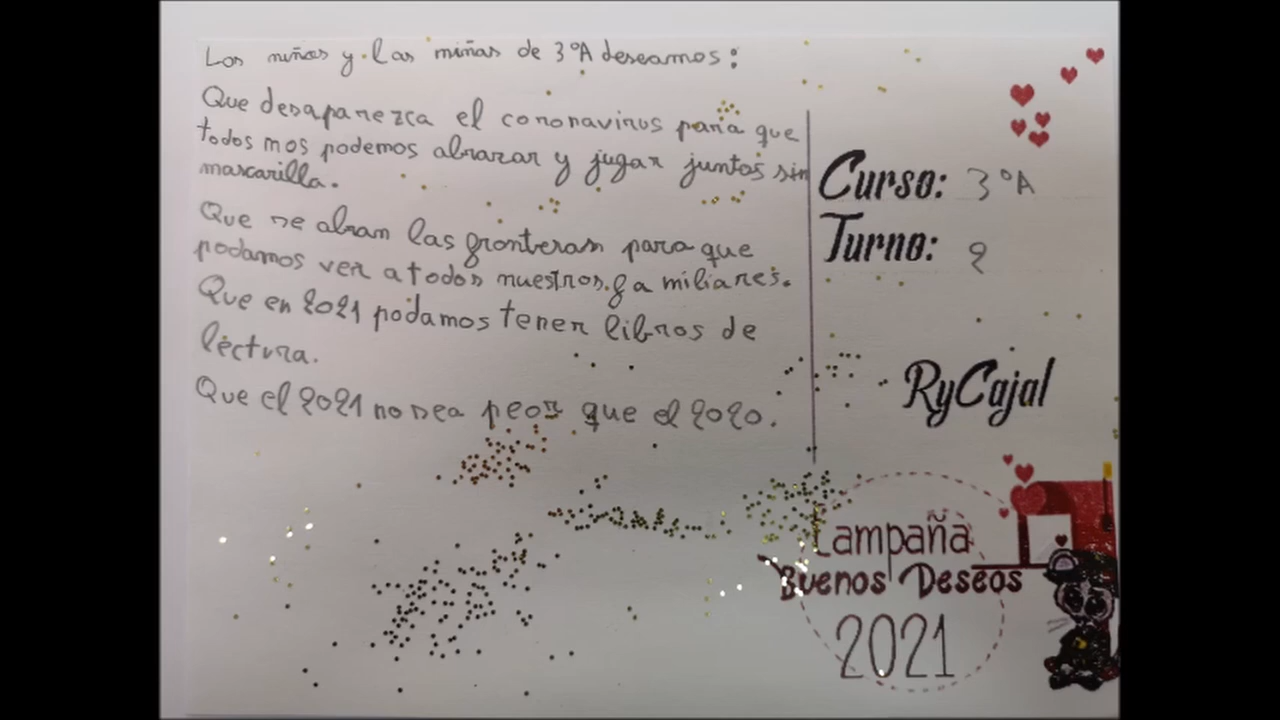 Los niños y las niñas de 3ºA deseamos:
Que desaparezca el coronavirus para que
todos nos podemos abrazar y jugar juntos sin
mascarilla.
Que se abran las fronteras para que
podamos ver a todos nuestros familiares.
Que en 2021 podamos tener libros de
lectura.
Que el 2021 no sea peor que el 2020.
Curso: 3ºA
Turno: 2
RyCajal
Campaña
Buenos Deseos
2021